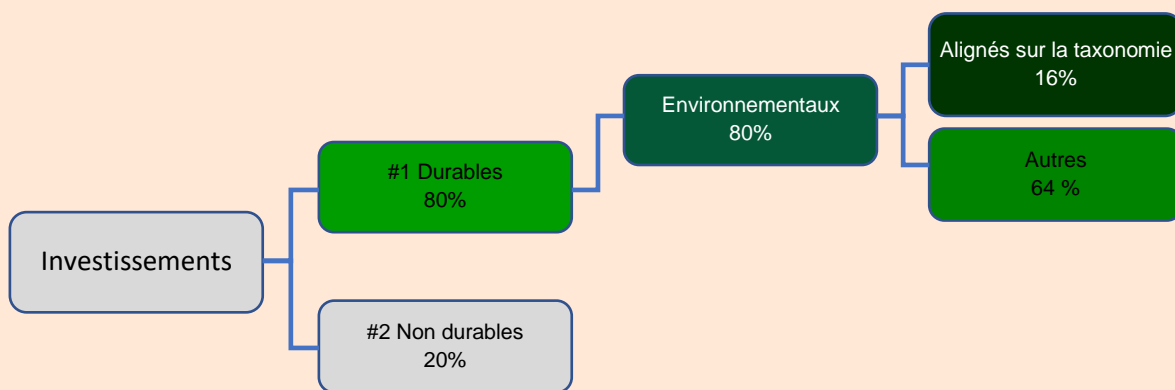 Investissements
#1 Durables
80%
#2 Non durables
20%
Environnementaux
80%
Alignés sur la taxonomie
16%
Autres
64 %